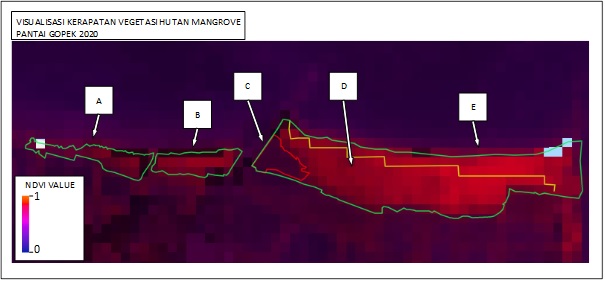 VISUALISASI KERAPATAN VEGETASI HUTAN MANGROVE
PANTAI GOPEK 2020
A
B
C
D
E
NDVI VALUE
1
0